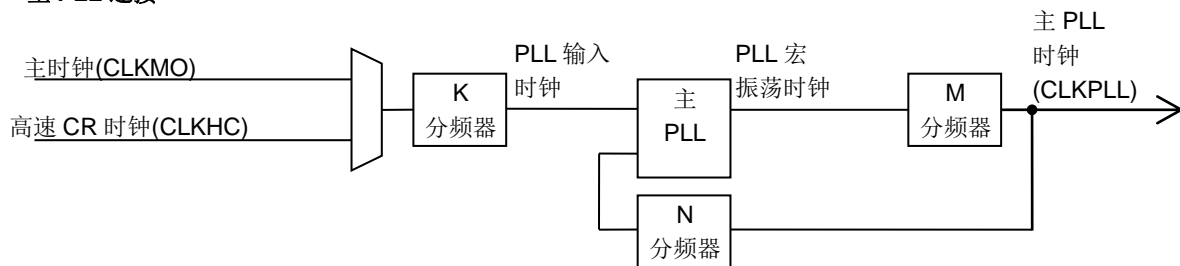 主时钟(CLKMO)
高速 CR 时钟(CLKHC)
K
分频器
PLL 输入
时钟
主
PLL
PLL 宏
振荡时钟
M
分频器
主 PLL
时钟
(CLKPLL)
N
分频器